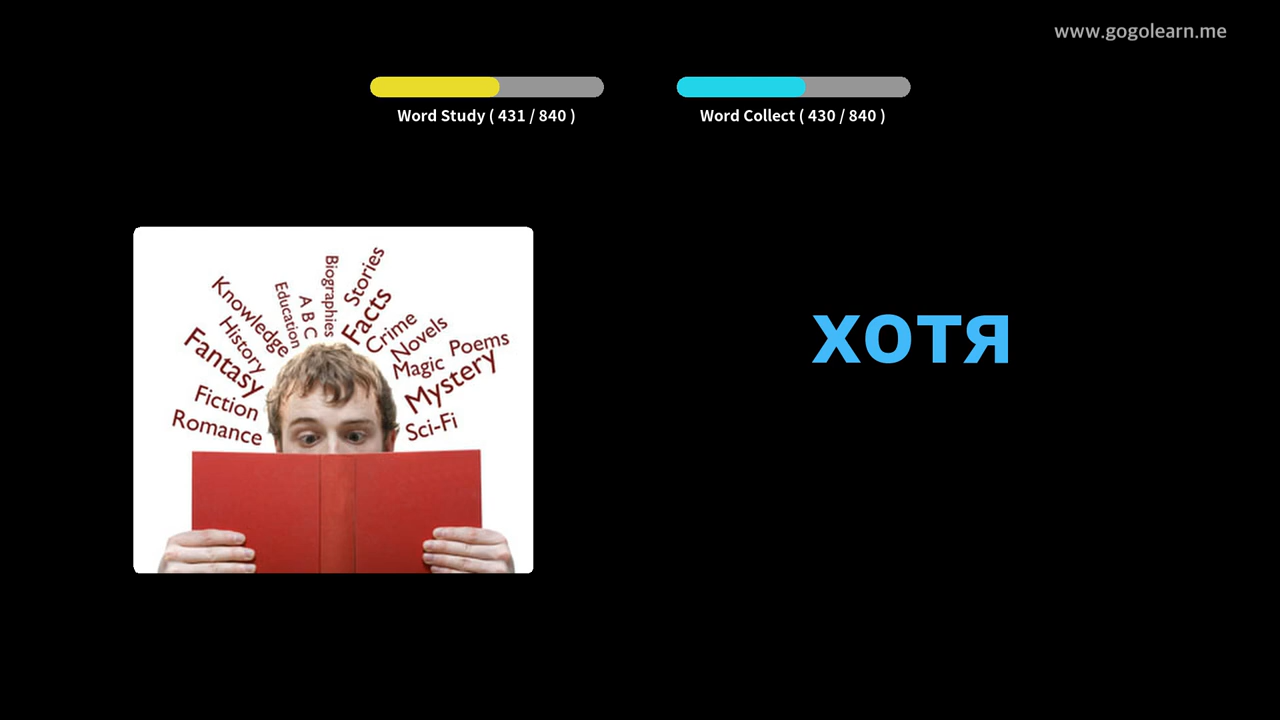 www.gogolearn.me
Word Study ( 431 / 840 )
Word Collect ( 430 / 840 )
Biographies
Stories
Knowledge
Education
A B C
Facts
Crime
History
Novels
Poems
Fantasy
Magic
Mystery
Fiction
Romance
Sci-Fi
хотя